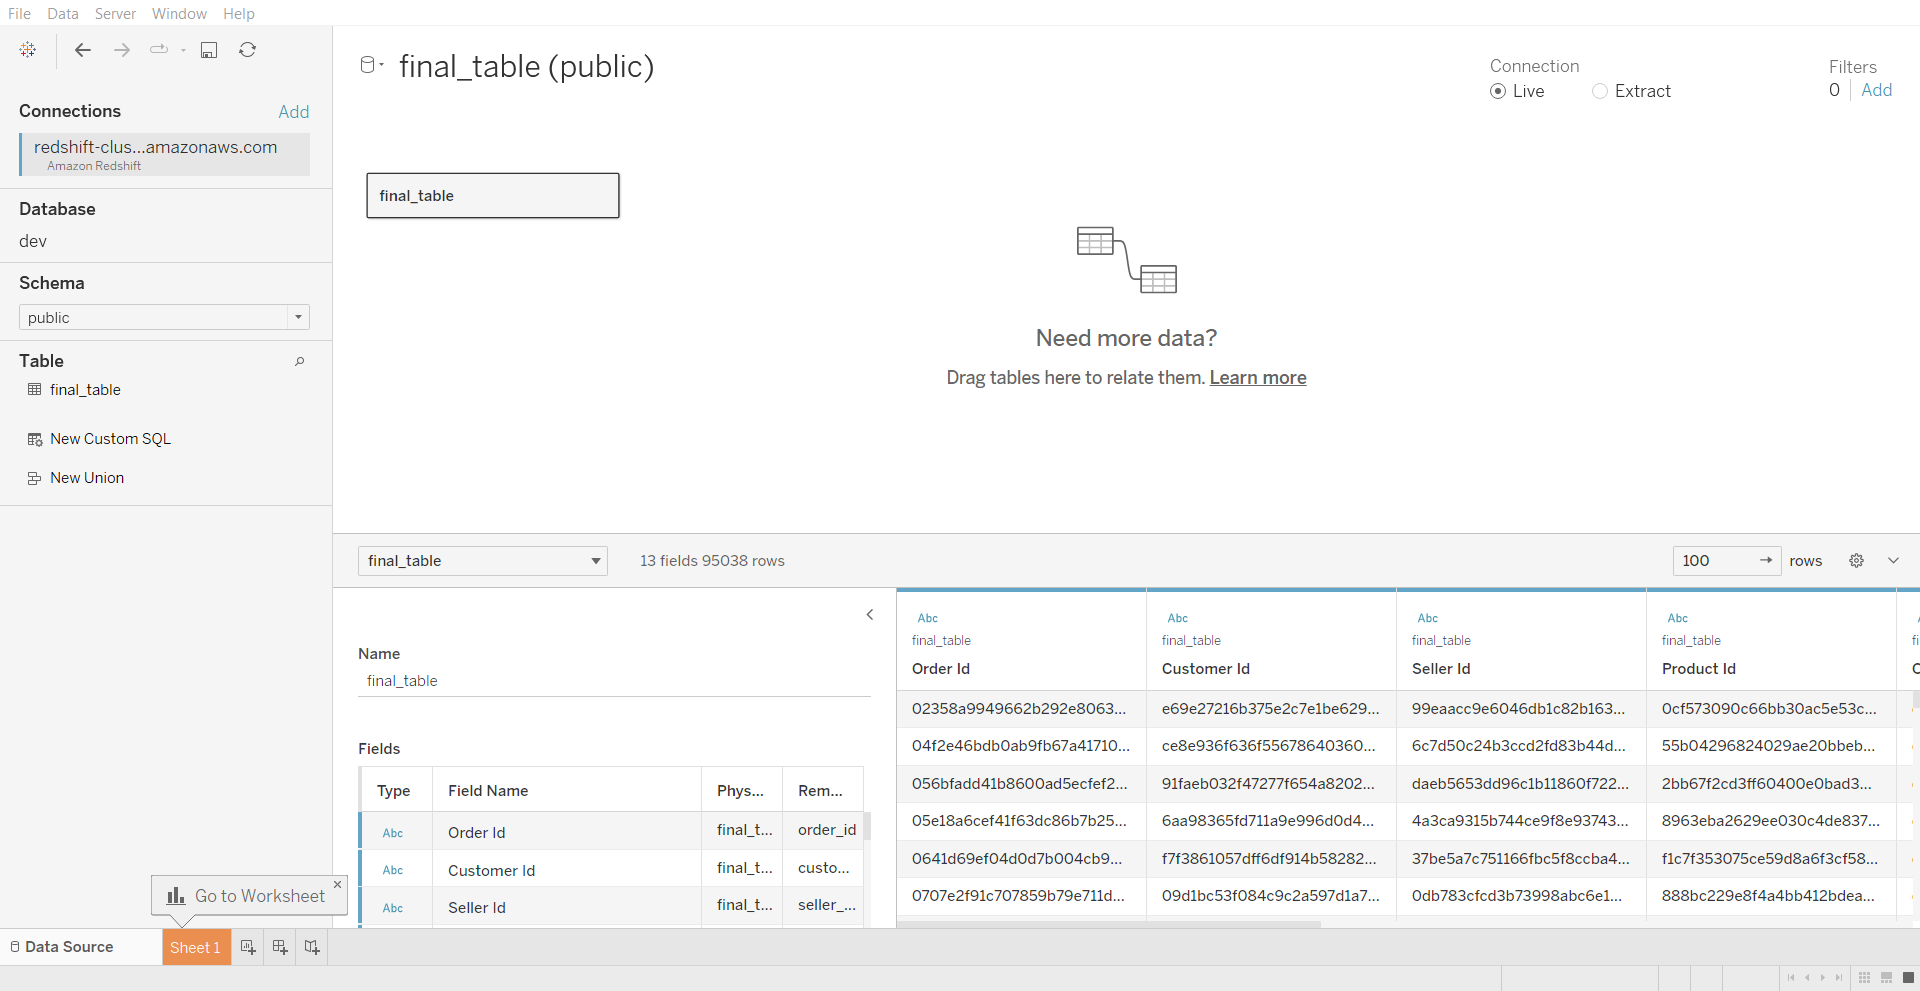 File Data Server Window Help
final_table (public)
Connection
Live
Extract
Filters
0
Add
Connections
Add
redshift-clus...amazonaws.com
Amazon Redshift
Database
dev
Schema
public
Table
final_table
New Custom SQL
New Union
final_table
Need more data?
Drag tables here to relate them. Learn more
final_table
13 fields 95038 rows
100
rows
Name
final_table
Fields
Type Field Name Phys... Rem...
Abc Order Id final_t... order_id
Abc Customer Id final_t... custo...
Abc Seller Id final_t... seller_...
Abc Abc Abc Abc
final_table final_table final_table final_table
Order Id Customer Id Seller Id Product Id
02358a9949662b292e8063... e69e27216b375e2c7e1be629... 99eaacc9e6046db1c82b163... 0cf573090c66bb30ac5e53c...
04f2e46bdb0ab9fb67a41710... ce8e936f636f55678640360... 6c7d50c24b3ccd2fd83b44d... 55b04296824029ae20bbeb...
056bfadd41b8600ad5ecfef2... 91faeb032f47277f654a8202... daeb5653dd96c1b11860f722... 2bb67f2cd3ff60400e0bad3...
05e18a6cef41f63dc86b7b25... 6aa98365fd711a9e996d0d4... 4a3ca9315b744ce9f8e93743... 8963eba2629ee030c4de837...
0641d69ef04d0d7b004cb9... f7f3861057dff6df914b58282... 37be5a7c751166fbc5f8ccba4... f1c7f353075ce59d8a6f3cf58...
0707e2f91c707859b79e711d... 09d1bc53f084c9c2a597d1a7... 0db783cfcd3b73998abc6e1... 888bc229e8f4a4bb412bdea...
Go to Worksheet
Data Source
Sheet 1